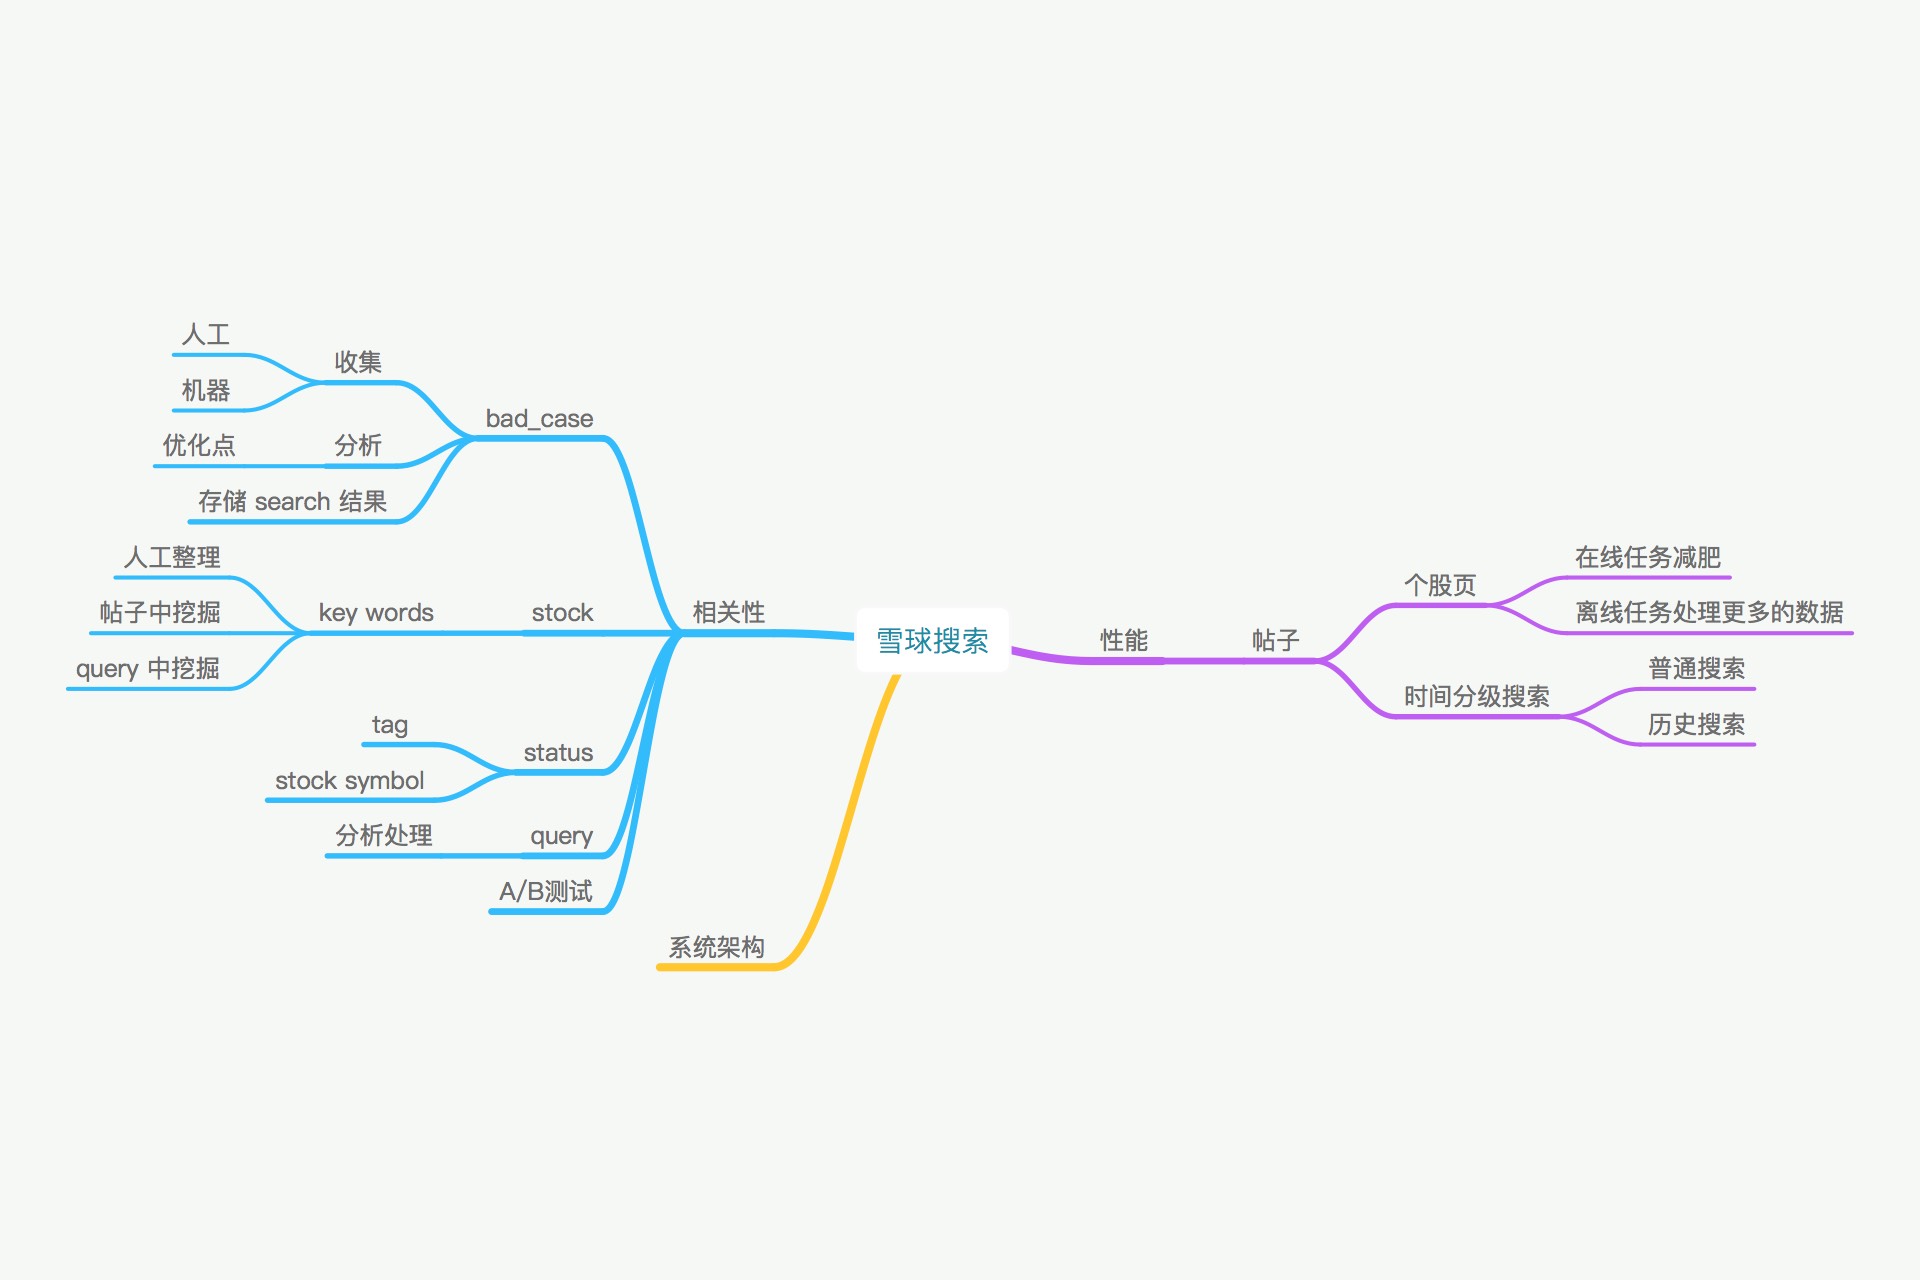 人工
收集
机器
bad_case
优化点
分析
存储 search 结果
人工整理
帖子中挖掘
key words
stock
相关性
query 中挖掘
tag
status
stock symbol
分析处理
query
A/B测试
系统架构
雪球搜索
性能
帖子
个股页
在线任务减肥
离线任务处理更多的数据
时间分级搜索
普通搜索
历史搜索